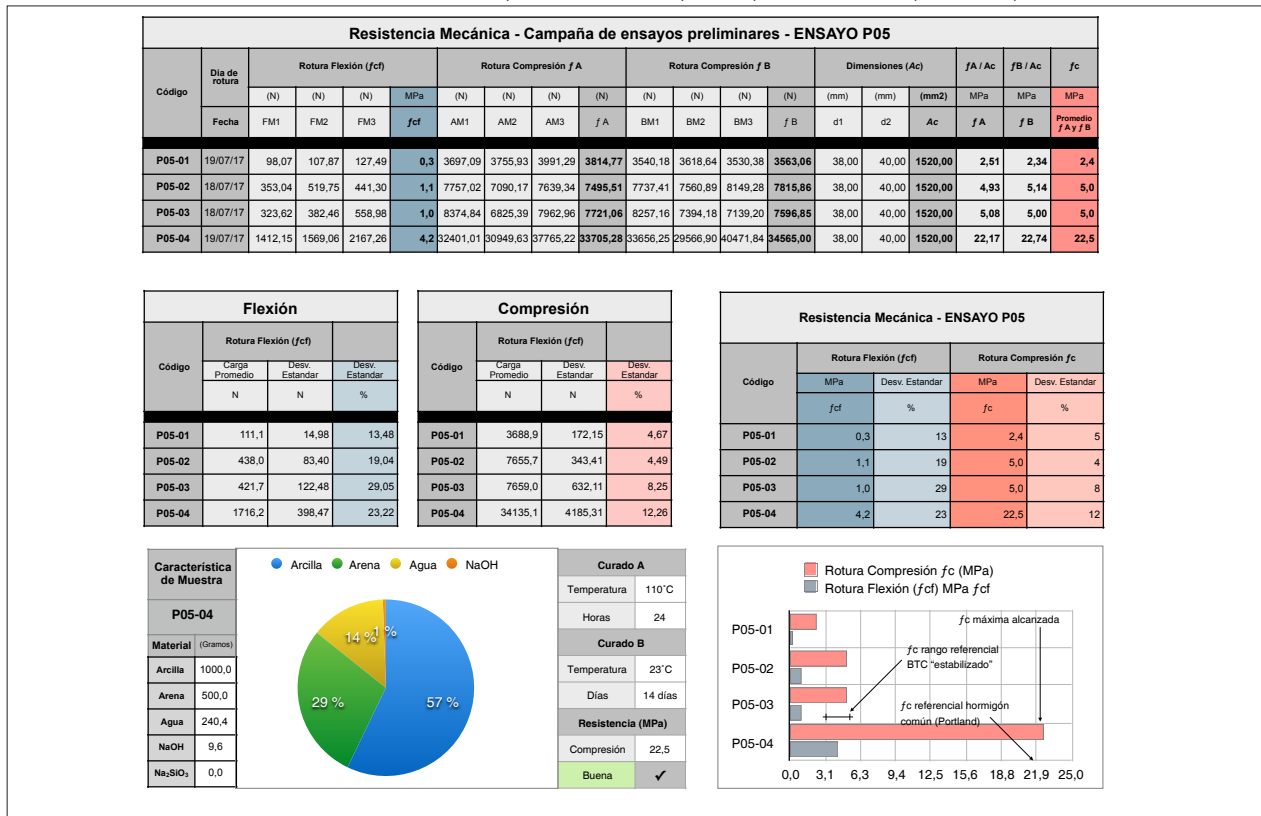 Resistencia Mecánica - Campaña de ensayos preliminares - ENSAYO P05
Código Día de rotura Rotura Flexión (ƒcf) Rotura Compresión ƒ A Rotura Compresión ƒ B Dimensiones (Ac) ƒA / Ac ƒB / Ac ƒc
(N) (N) (N) MPa (N) (N) (N) (N) (N) (N) (N) (N) (mm) (mm) (mm2) MPa MPa MPa
Fecha FM1 FM2 FM3 ƒcf AM1 AM2 AM3 ƒ A BM1 BM2 BM3 ƒ B d1 d2 Ac ƒ A ƒ B Promedio ƒ A y ƒ B
P05-01 19/07/17 98,07 107,87 127,49 0,3 3697,09 3755,93 3991,29 3814,77 3540,18 3618,64 3530,38 3563,06 38,00 40,00 1520,00 2,51 2,34 2,4
P05-02 18/07/17 353,04 519,75 441,30 1,1 7757,02 7090,17 7639,34 7495,51 7737,41 7560,89 8149,28 7815,86 38,00 40,00 1520,00 4,93 5,14 5,0
P05-03 18/07/17 323,62 382,46 558,98 1,0 8374,84 6825,39 7962,96 7721,06 8257,16 7394,18 7139,20 7596,85 38,00 40,00 1520,00 5,08 5,00 5,0
P05-04 19/07/17 1412,15 1569,06 2167,26 4,2 32401,01 30949,63 37765,22 33705,28 33656,25 29566,90 40471,84 34565,00 38,00 40,00 1520,00 22,17 22,74 22,5
Flexión
Código Rotura Flexión (ƒcf)
Carga Promedio Desv. Estandar Desv. Estandar
N N %
P05-01 111,1 14,98 13,48
P05-02 438,0 83,40 19,04
P05-03 421,7 122,48 29,05
P05-04 1716,2 398,47 23,22
Compresión
Código Rotura Flexión (ƒcf)
Carga Promedio Desv. Estandar Desv. Estandar
N N %
P05-01 3688,9 172,15 4,67
P05-02 7655,7 343,41 4,49
P05-03 7659,0 632,11 8,25
P05-04 34135,1 4185,31 12,26
Resistencia Mecánica - ENSAYO P05
Código Rotura Flexión (ƒcf) Rotura Compresión ƒc
MPa Desv. Estandar MPa Desv. Estandar
ƒcf % ƒc %
P05-01 0,3 13 2,4 5
P05-02 1,1 19 5,0 4
P05-03 1,0 29 5,0 8
P05-04 4,2 23 22,5 12
Característica
de Muestra
P05-04
Material (Gramos)
Arcilla 1000,0
Arena 500,0
Agua 240,4
NaOH 9,6
Na₂SiO₃ 0,0
Arcilla Arena Agua NaOH
14 % 1 %
29 % 57 %
Curado A
Temperatura 110˚C
Horas 24
Curado B
Temperatura 23˚C
Días 14 días
Resistencia (MPa)
Compresión 22,5
Buena ✓
Rotura Compresión ƒc (MPa)
Rotura Flexión (ƒcf) MPa ƒcf
P05-01
P05-02
P05-03
P05-04
ƒc máxima alcanzada
ƒc rango referencial
BTC “estabilizado”
ƒc referencial hormigón
común (Portland)
0,0 3,1 6,3 9,4 12,5 15,6 18,8 21,9 25,0